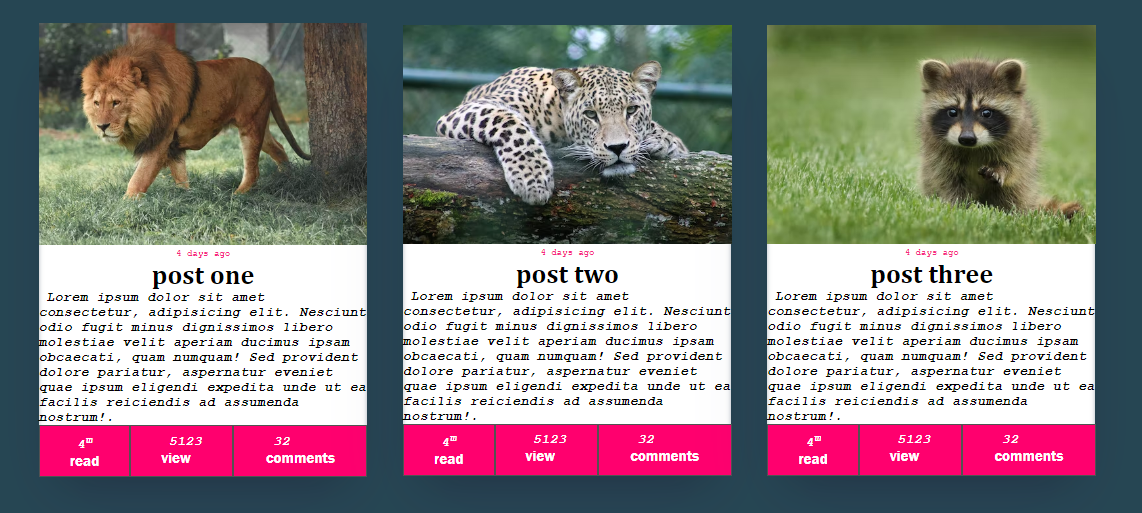 4 days ago
post one
Lorem ipsum dolor sit amet
consectetur, adipisicing elit. Nesciunt
odio fugit minus dignissimos libero
molestiae velit aperiam ducimus ipsam
obcaecati, quam numquam! Sed provident
dolore pariatur, aspernatur eveniet
quae ipsum eligendi expedita unde ut ea
facilis reiciendis ad assumenda
nostrum!.
4m 5123 32
read view comments
4 days ago
post two
Lorem ipsum dolor sit amet
consectetur, adipisicing elit. Nesciunt
odio fugit minus dignissimos libero
molestiae velit aperiam ducimus ipsam
obcaecati, quam numquam! Sed provident
dolore pariatur, aspernatur eveniet
quae ipsum eligendi expedita unde ut ea
facilis reiciendis ad assumenda
nostrum!.
4m 5123 32
read view comments
4 days ago
post three
Lorem ipsum dolor sit amet
consectetur, adipisicing elit. Nesciunt
odio fugit minus dignissimos libero
molestiae velit aperiam ducimus ipsam
obcaecati, quam numquam! Sed provident
dolore pariatur, aspernatur eveniet
quae ipsum eligendi expedita unde ut ea
facilis reiciendis ad assumenda
nostrum!.
4m 5123 32
read view comments